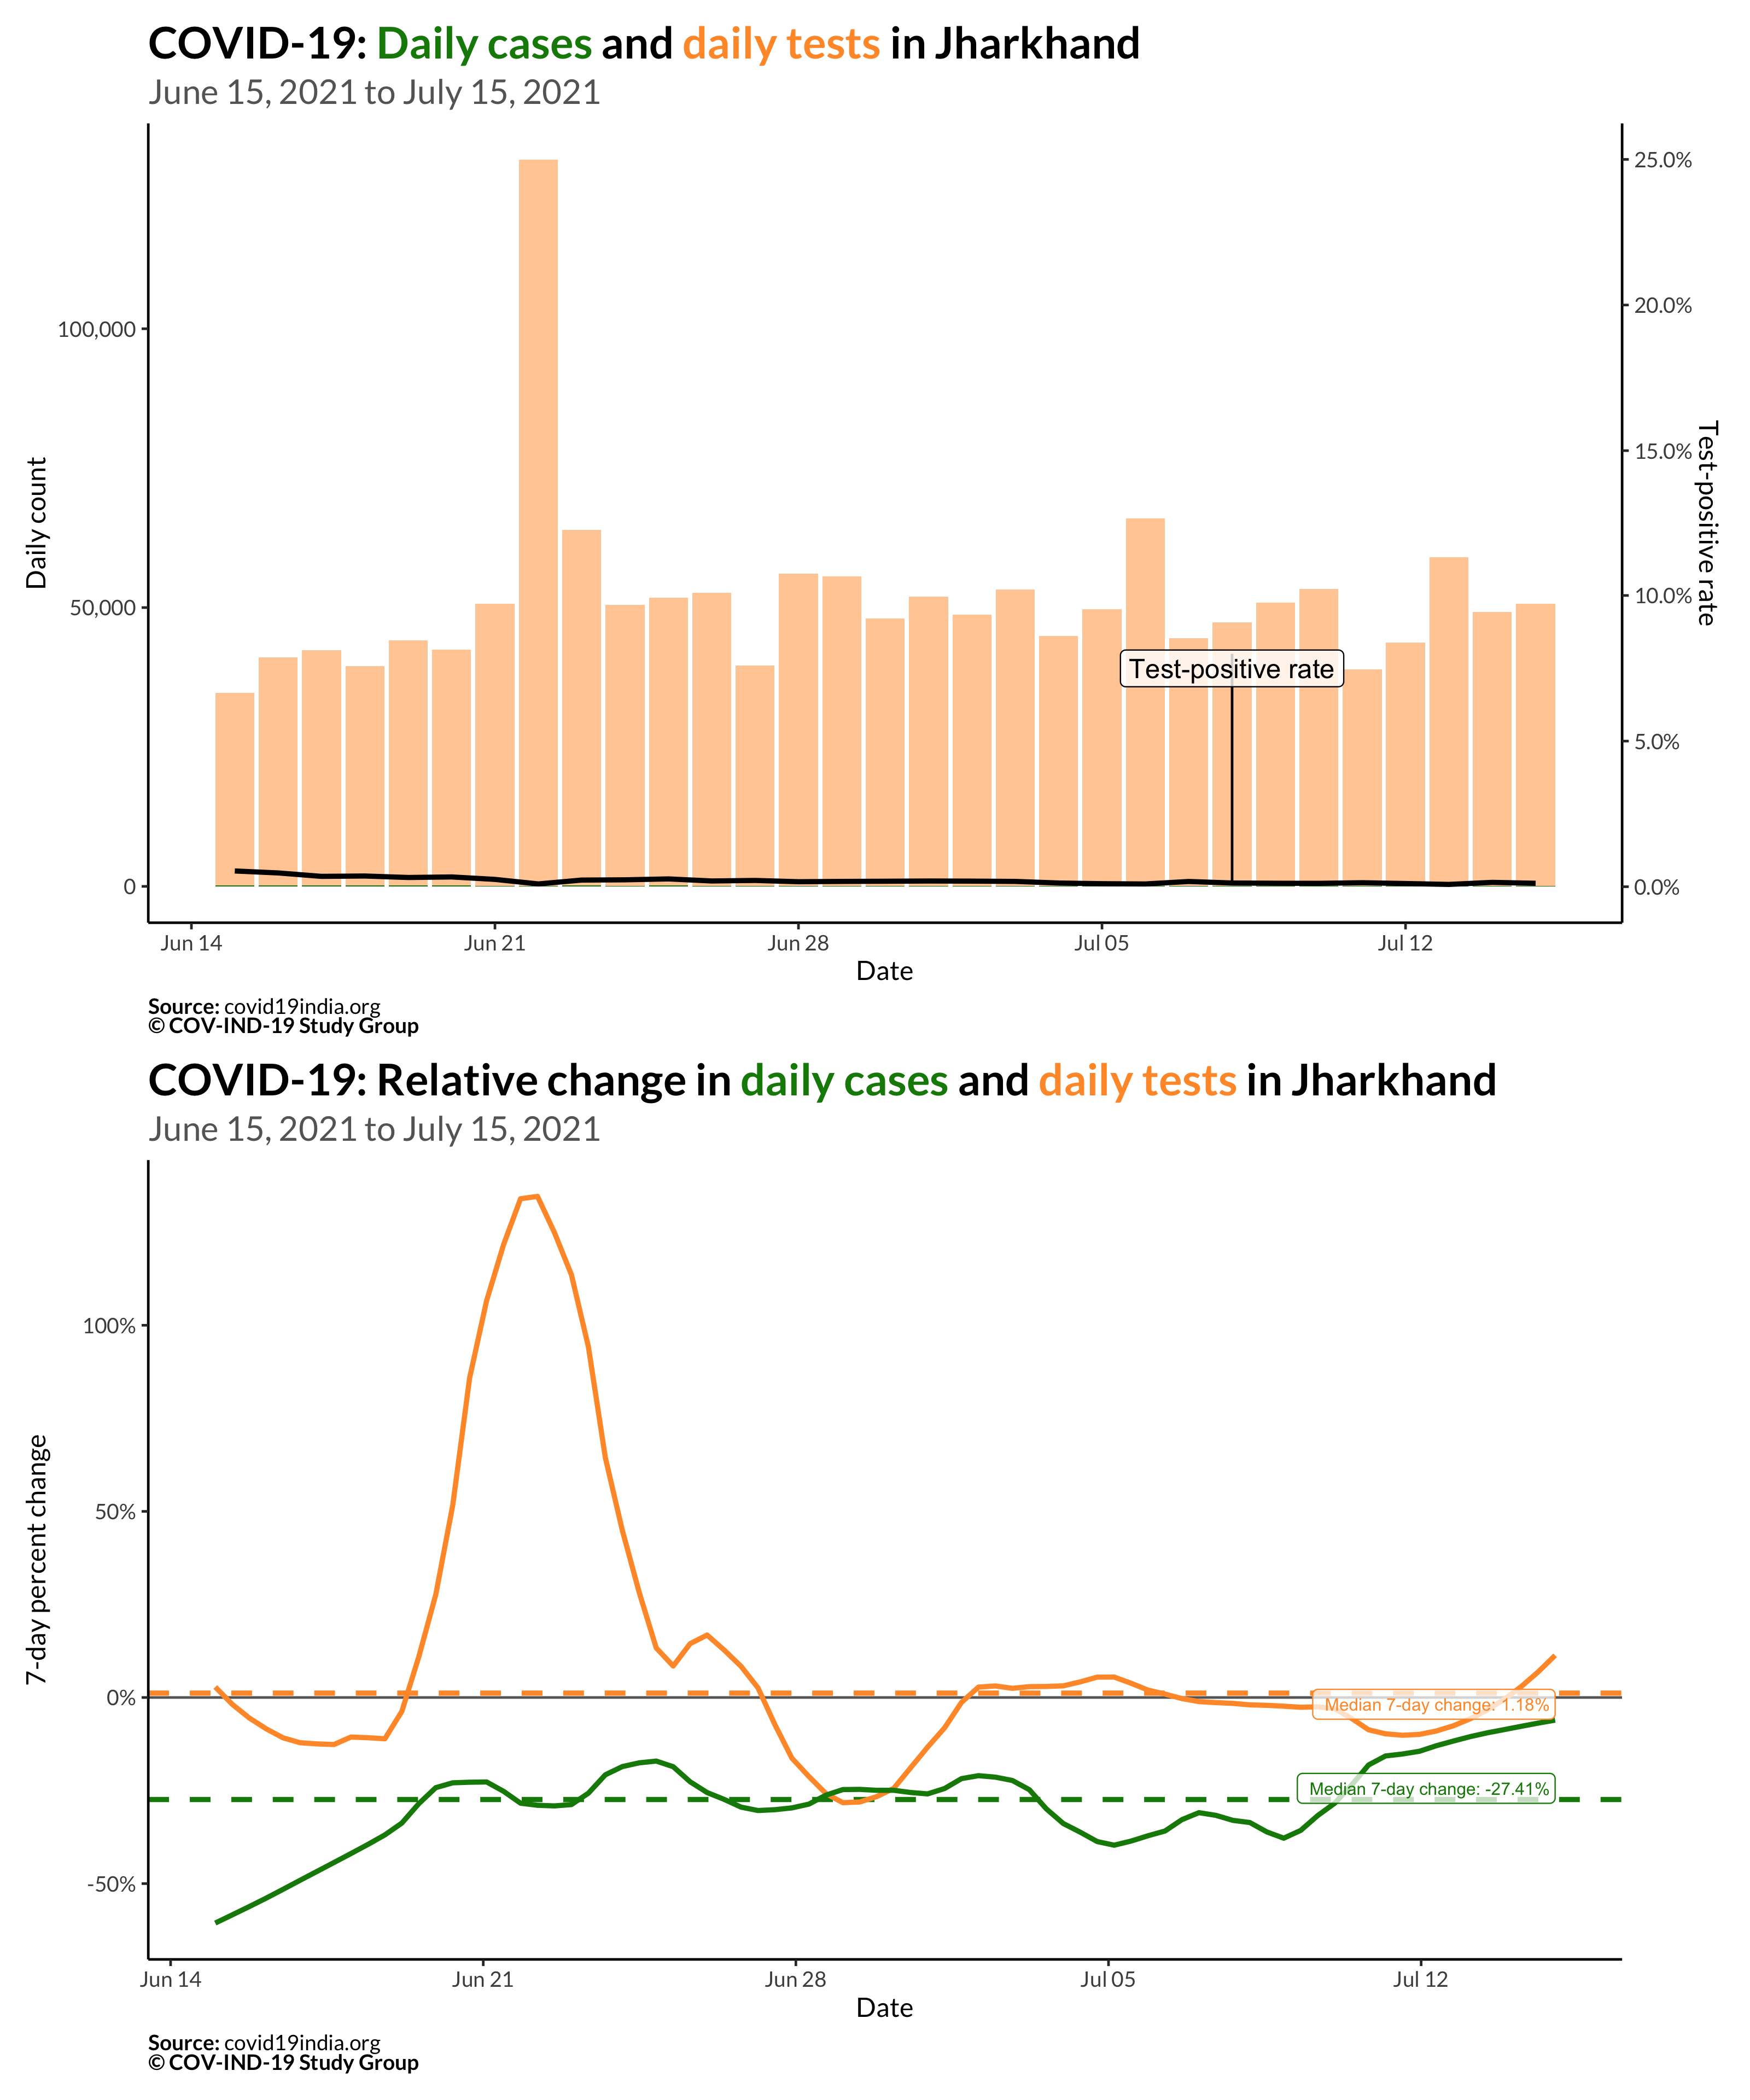 COVID-19: Daily cases and daily tests in Jharkhand
June 15, 2021 to July 15, 2021
Daily count
100,000
50,000
0
25.0%
20.0%
15.0%
10.0%
5.0%
0.0%
Test-positive rate
Test-positive rate
Jun 14
Jun 21
Jun 28
Jul 05
Jul 12
Date
Source: covid19india.org
© COV-IND-19 Study Group
COVID-19: Relative change in daily cases and daily tests in Jharkhand
June 15, 2021 to July 15, 2021
7-day percent change
100%
50%
0%
-50%
Median 7-day change: 1.18%
Median 7-day change: -27.41%
Jun 14
Jun 21
Jun 28
Jul 05
Jul 12
Date
Source: covid19india.org
© COV-IND-19 Study Group